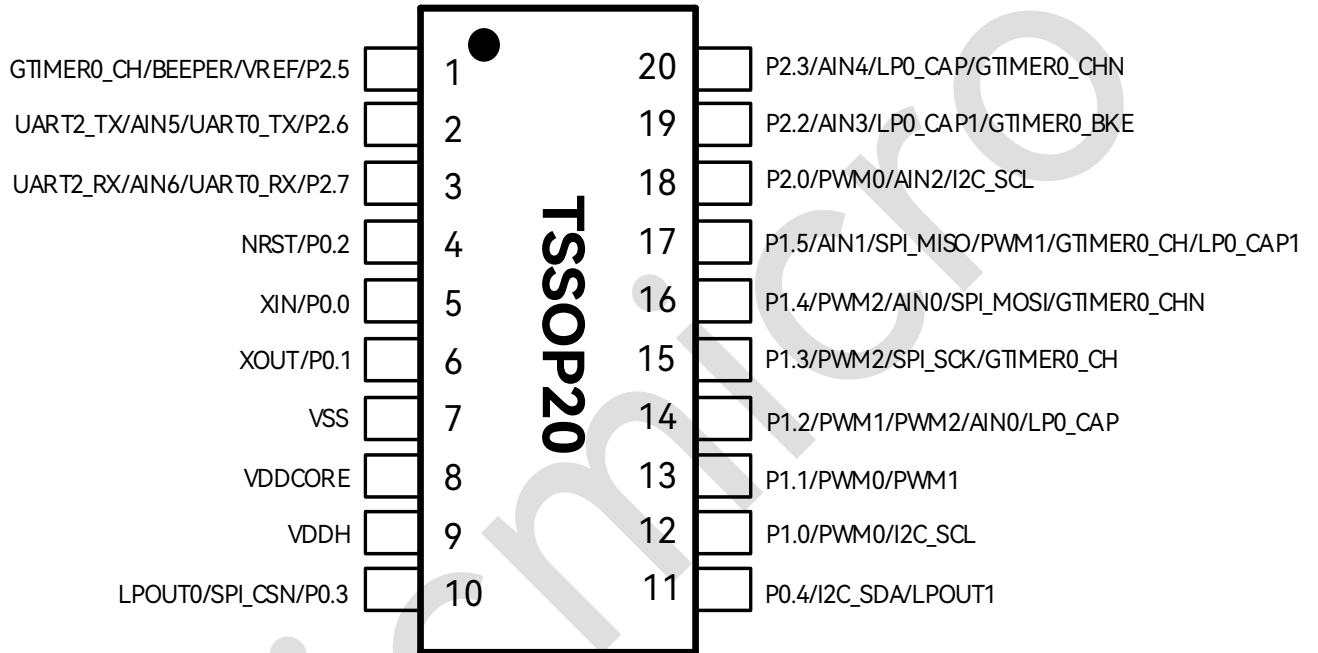 GTIMER0_CH/BEEPER/VREF/P2.5 1 20 P2.3/AIN4/LP0_CAP/GTIMER0_CHN
UART2_TX/AIN5/UART0_TX/P2.6 2 19 P2.2/AIN3/LP0_CAP1/GTIMER0_BKE
UART2_RX/AIN6/UART0_RX/P2.7 3 18 P2.0/PWM0/AIN2/I2C_SCL
NRST/P0.2 4 17 P1.5/AIN1/SPI_MISO/PWM1/GTIMER0_CH/LP0_CAP1
XIN/P0.0 5 16 P1.4/PWM2/AIN0/SPI_MOSI/GTIMER0_CHN
XOUT/P0.1 6 15 P1.3/PWM2/SPI_SCK/GTIMER0_CH
VSS 7 14 P1.2/PWM1/PWM2/AIN0/LP0_CAP
VDDCORE 8 13 P1.1/PWM0/PWM1
VDDH 9 12 P1.0/PWM0/I2C_SCL
LPOUT0/SPI_CSN/P0.3 10 11 P0.4/I2C_SDA/LPOUT1
TSSOP20
icmicro